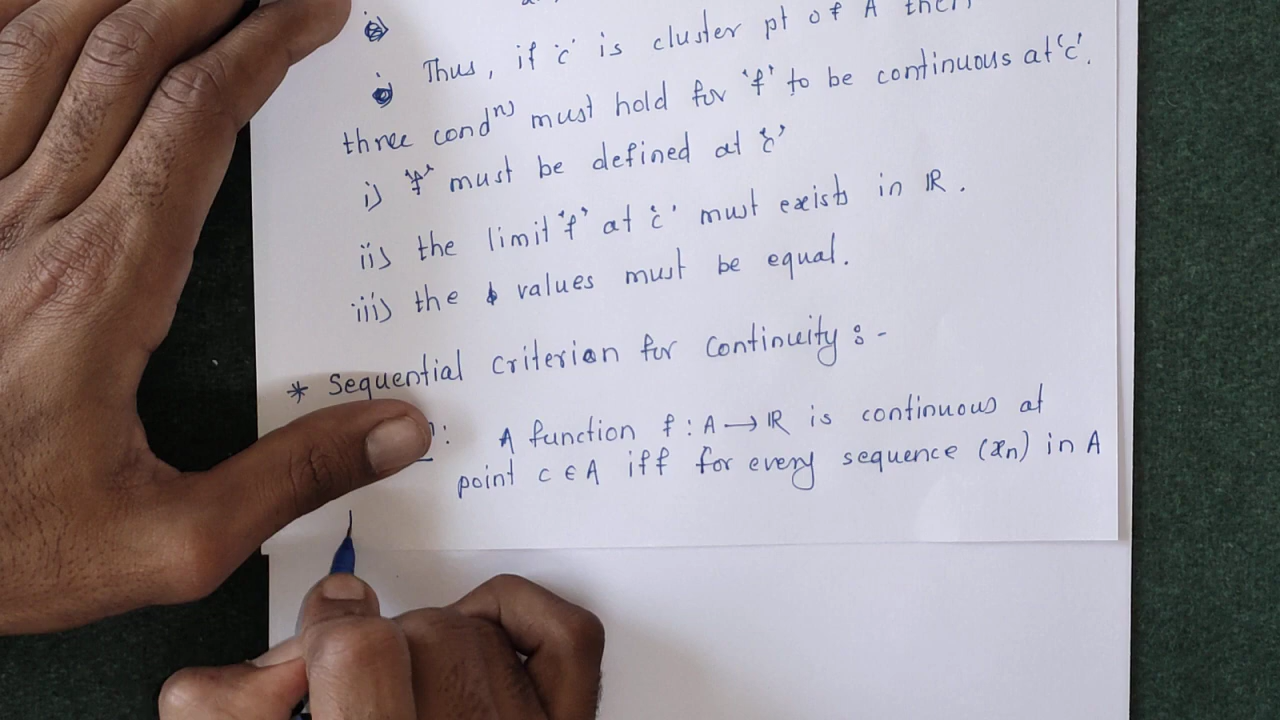 Thus, if 'c' is cluster pt of A then
three condⁿ⁾ must hold for 'f' to be continuous at 'c'.
i) 'f' must be defined at 'c'
ii) the limit 'f' at 'c' must exists in ℝ.
iii) the values must be equal.
* Sequential criterion for continuity :-
: A function f : A → ℝ is continuous at
point c ∈ A iff for every sequence (xn) in A